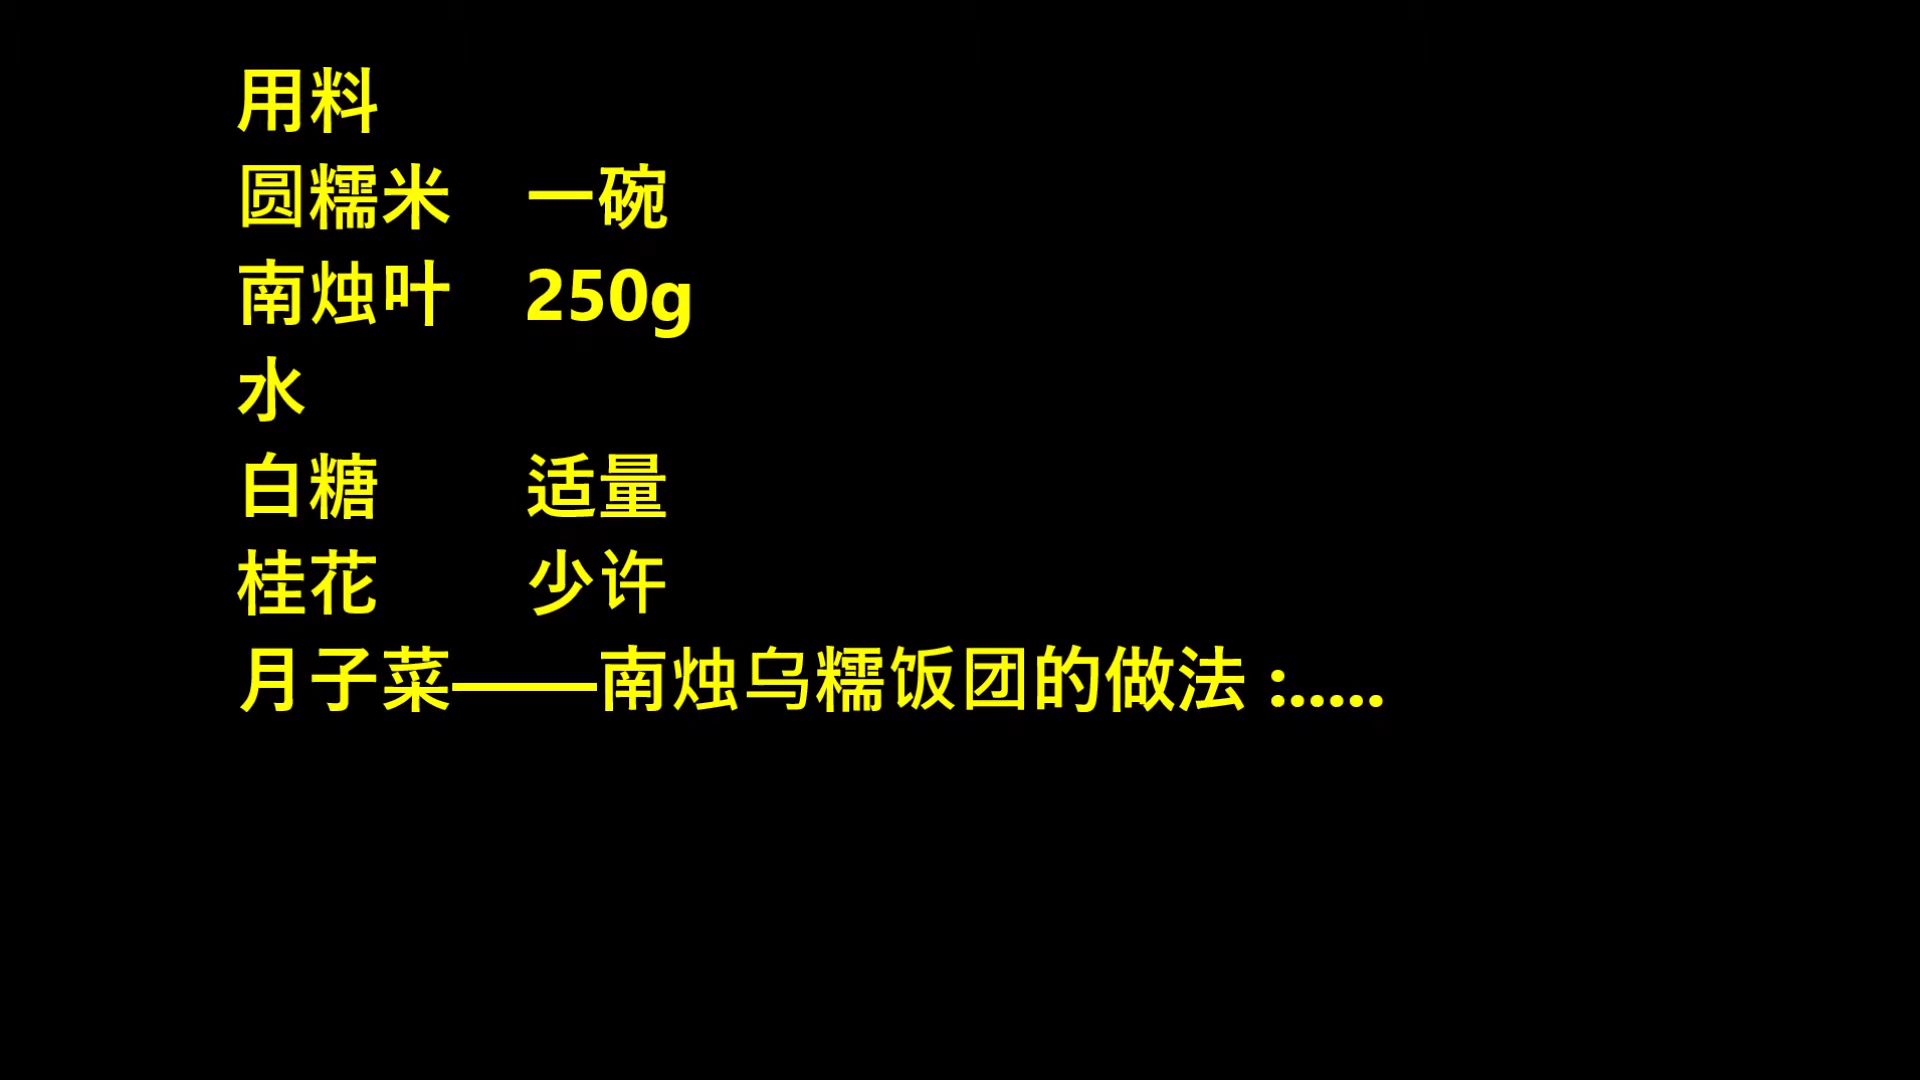 用料
圆糯米 一碗
南烛叶 250g
水
白糖 适量
桂花 少许
月子菜——南烛乌糯饭团的做法 :......